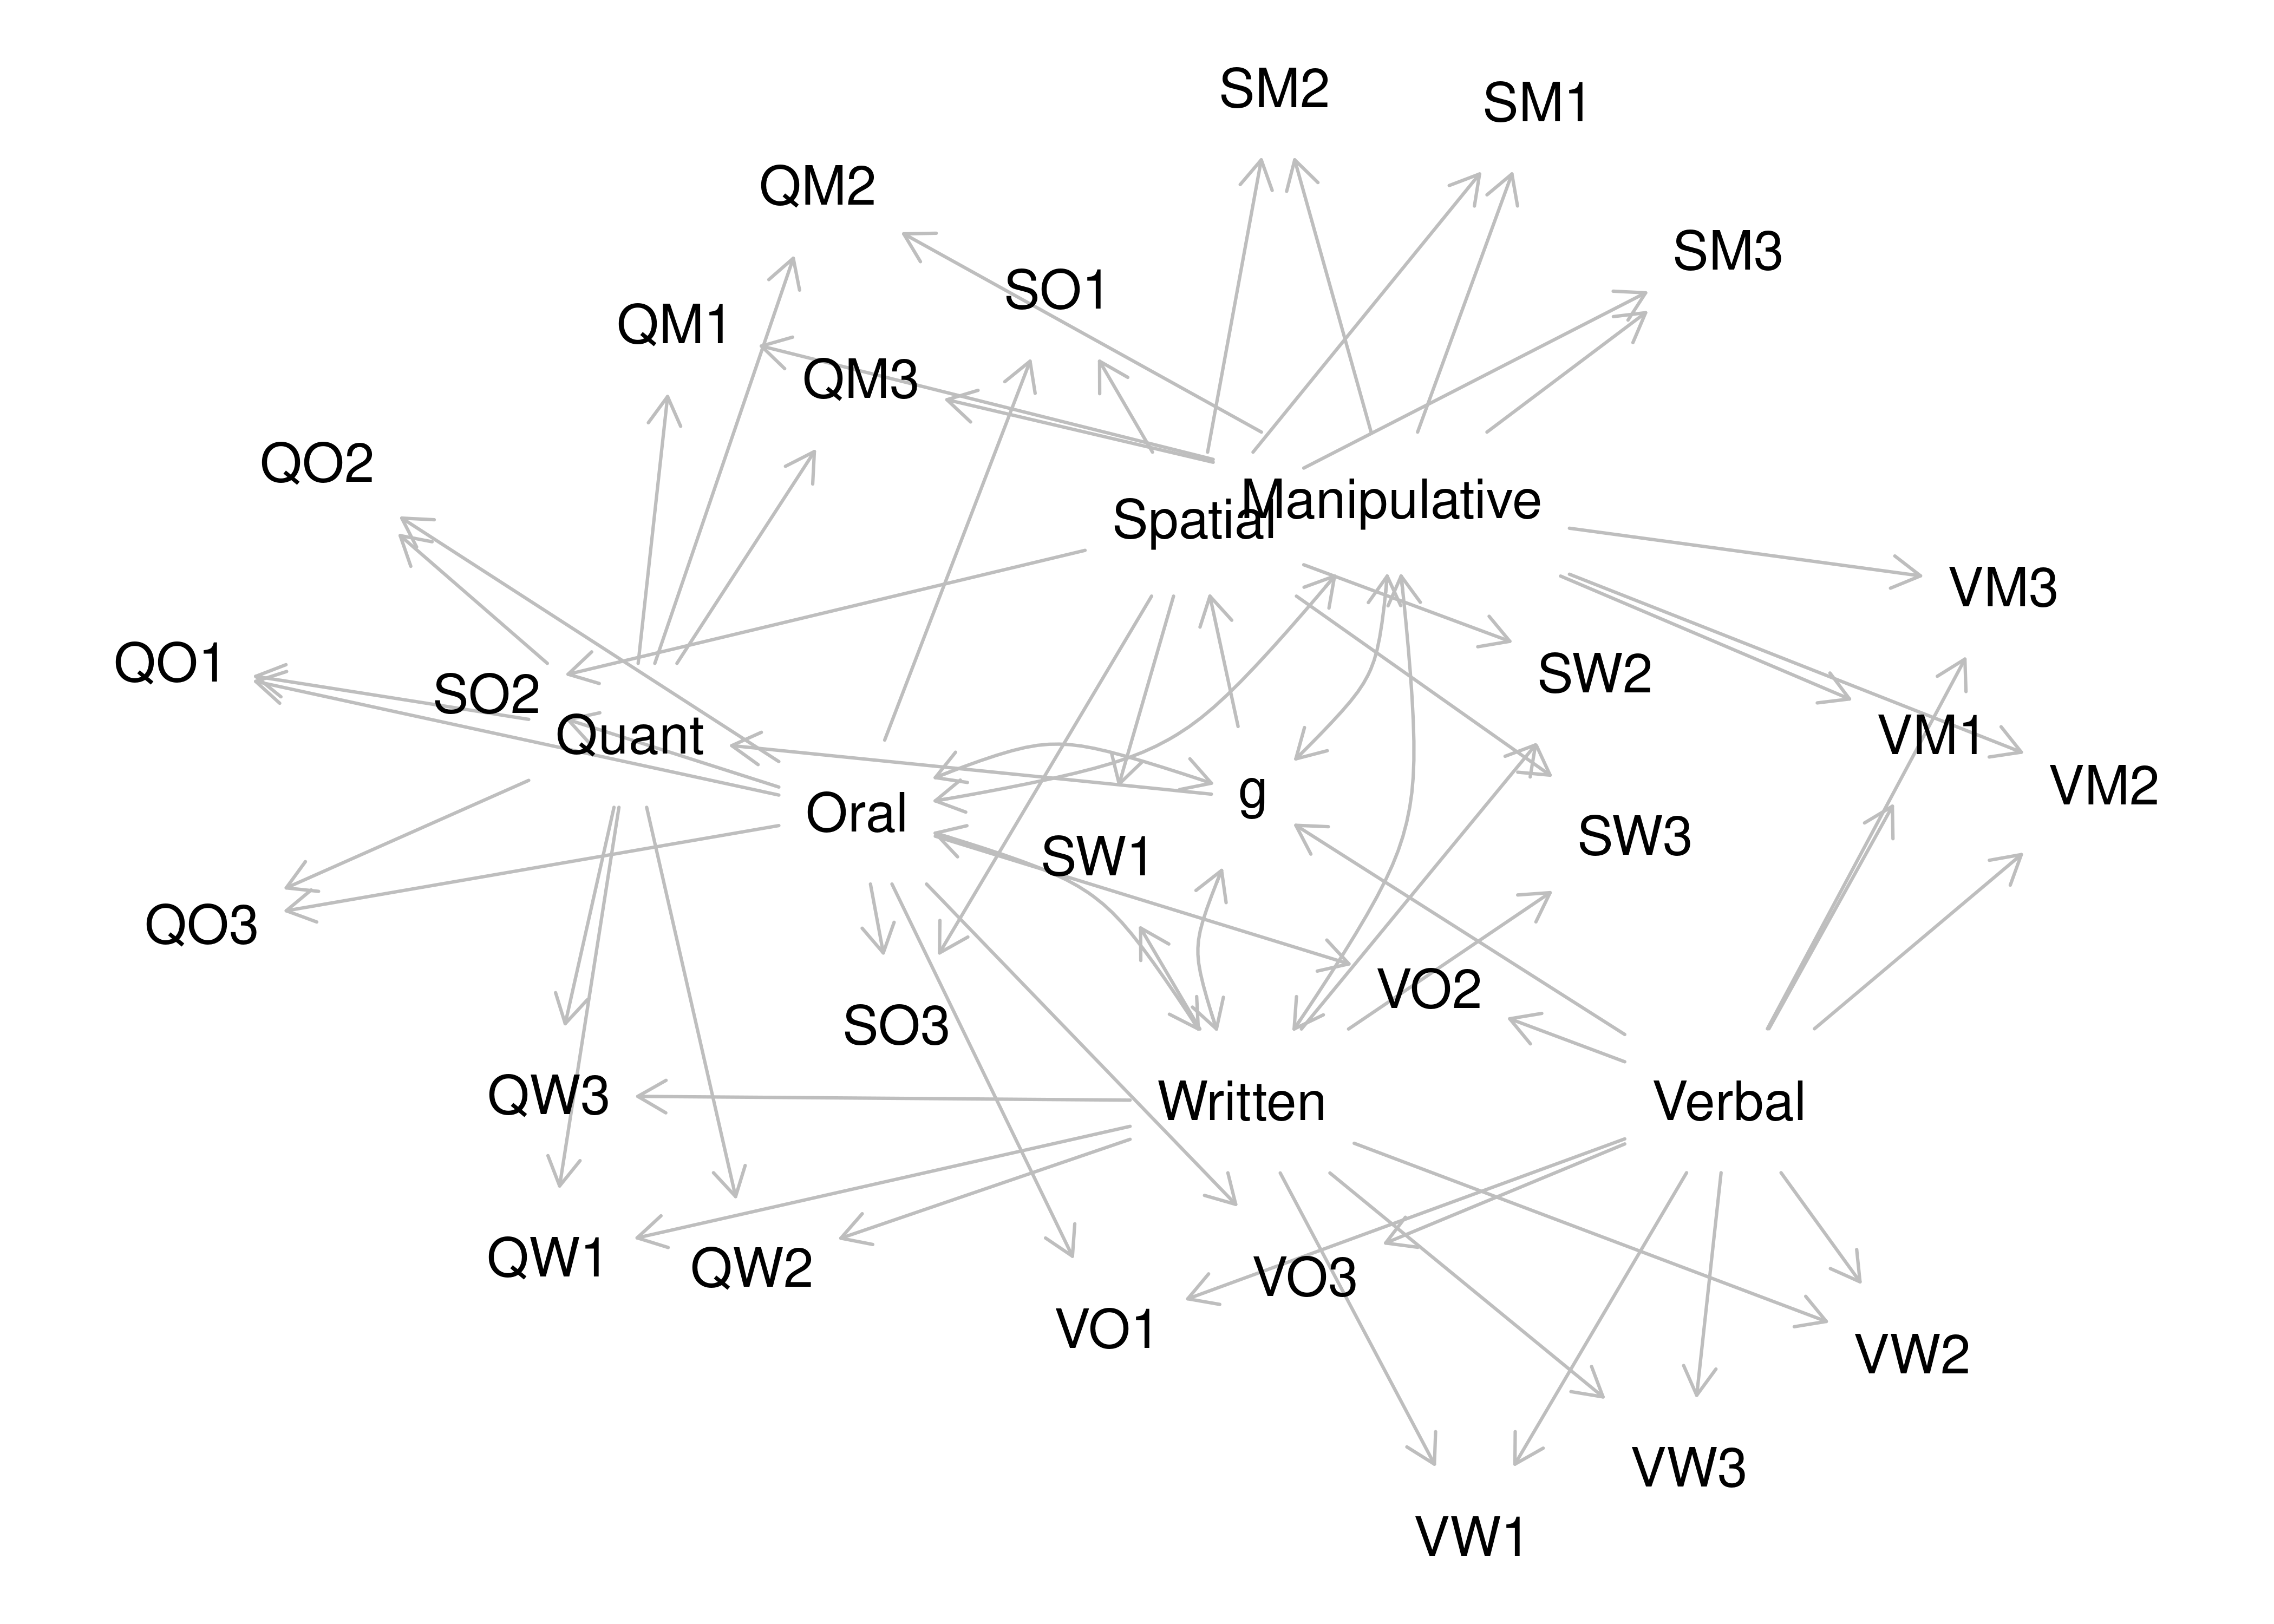 SM2
SM1
QM2
SM3
SO1
QM1
QM3
QO2
Manipulative
Spatial
VM3
QO1
SW2
SO2
Quant
VM1
VM2
g
Oral
SW3
SW1
QO3
VO2
SO3
QW3
Written
Verbal
QW1
QW2
VO3
VO1
VW2
VW3
VW1